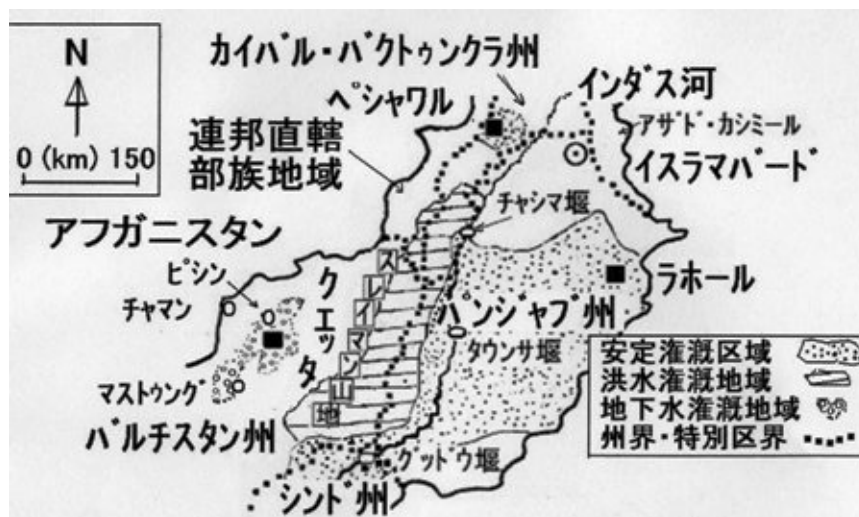 N
0 (km) 150
カイバル・パクトゥンクラ州
ペシャワル
インダス河
アザド・カシミール
イスラマバード
連邦直轄
部族地域
チャシマ堰
アフガニスタン
ピシン
チャマン
クエッタ
スレイマン山地
パンジャブ州
ラホール
タウンサ堰
マストゥング
バルチスタン州
グッドウ堰
シンド州
安定灌漑区域
洪水灌漑地域
地下水灌漑地域
州界・特別区界